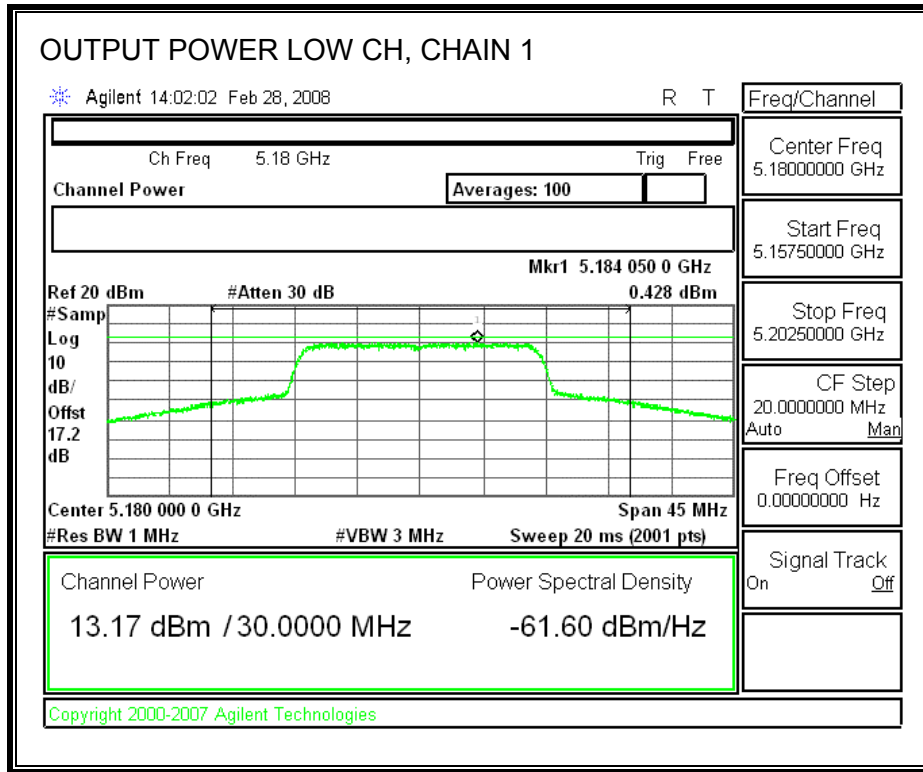 OUTPUT POWER LOW CH, CHAIN 1
Agilent 14:02:02 Feb 28, 2008 R T
Freq/Channel
Ch Freq 5.18 GHz Trig Free
Channel Power Averages: 100
Mkr1 5.184 050 0 GHz
Ref 20 dBm #Atten 30 dB 0.428 dBm
#Samp
Log
10
dB/
Offst
17.2
dB
1
Center 5.180 000 0 GHz Span 45 MHz
#Res BW 1 MHz #VBW 3 MHz Sweep 20 ms (2001 pts)
Channel Power Power Spectral Density
13.17 dBm / 30.0000 MHz -61.60 dBm/Hz
Center Freq
5.18000000 GHz
Start Freq
5.15750000 GHz
Stop Freq
5.20250000 GHz
CF Step
20.0000000 MHz
Auto Man
Freq Offset
0.00000000 Hz
Signal Track
On Off
Copyright 2000-2007 Agilent Technologies